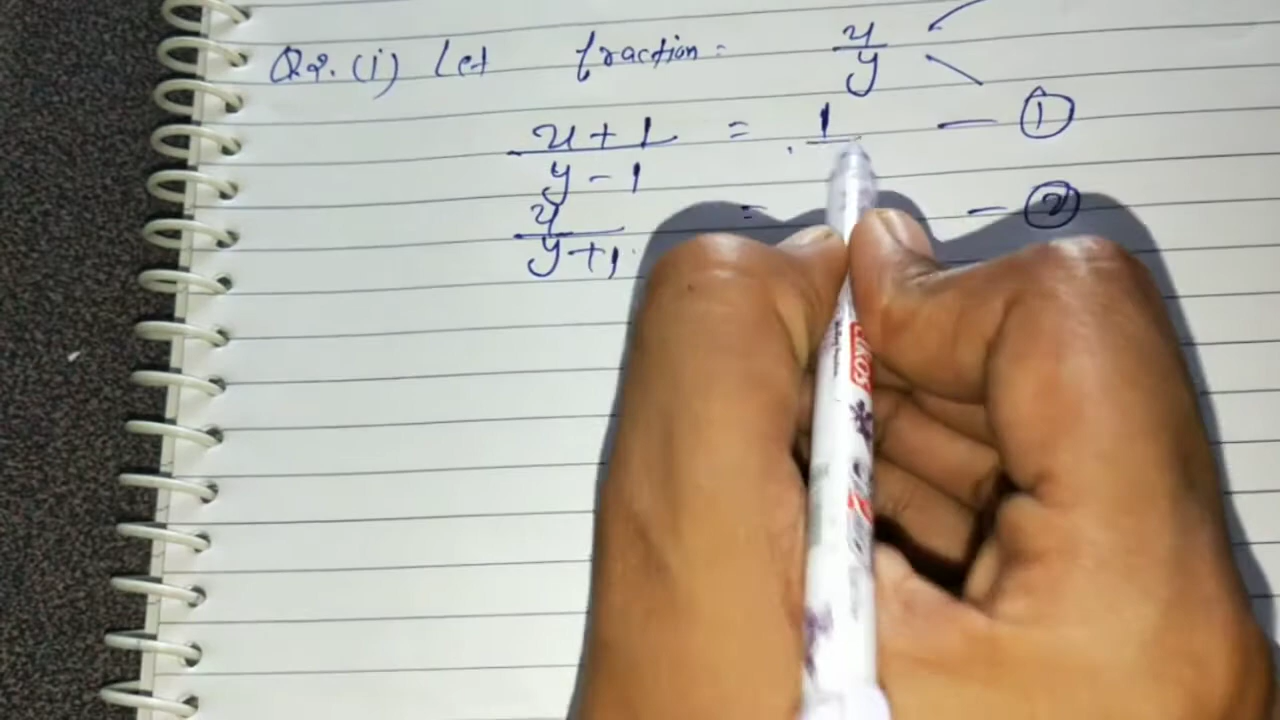 Q2. (i) Let fraction = x/y
x + 1 / y - 1 = 1/ — ①
x / y + 1 = — ②